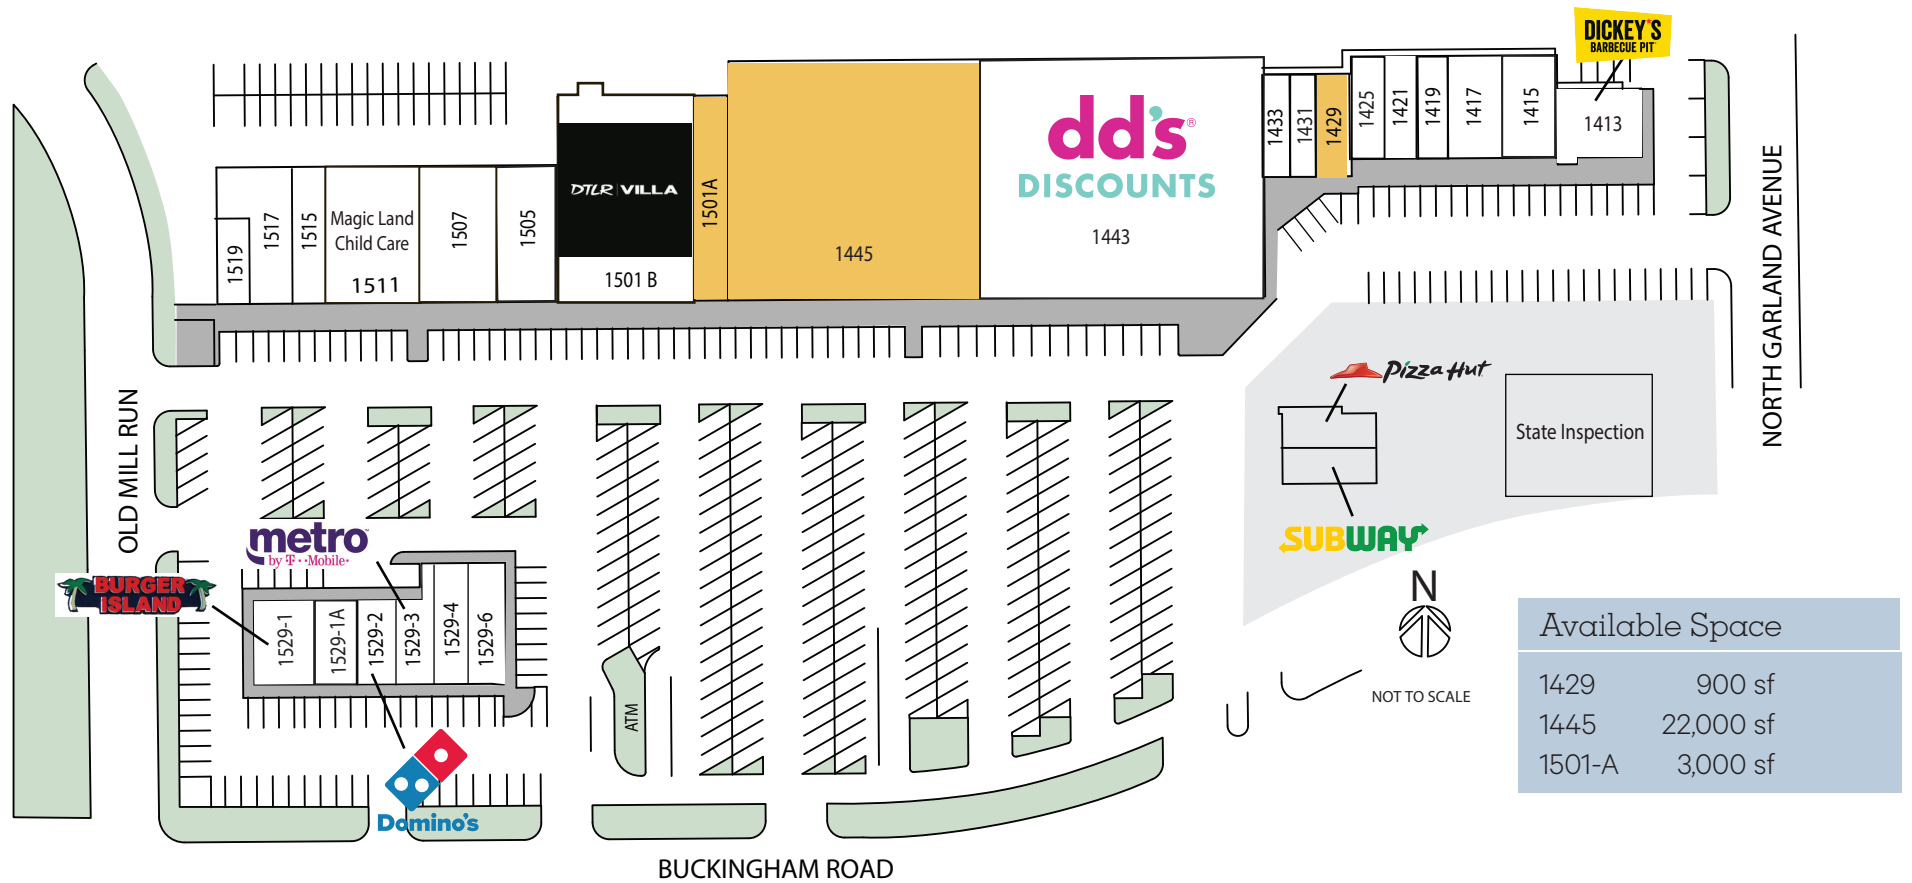 DICKEY'S
BARBECUE PIT
1413
1415
1417
1419
1421
1425
1429
1431
1433
dd's®
DISCOUNTS
1443
1445
1501A
DTLR | VILLA
1501 B
1505
1507
Magic Land
Child Care
1511
1515
1517
1519
NORTH GARLAND AVENUE
OLD MILL RUN
Pizza Hut
State Inspection
SUBWAY
metro
by T-Mobile
BURGER
ISLAND
1529-1
1529-1A
1529-2
1529-3
1529-4
1529-6
ATM
Domino's
N
NOT TO SCALE
Available Space
1429 900 sf
1445 22,000 sf
1501-A 3,000 sf
BUCKINGHAM ROAD